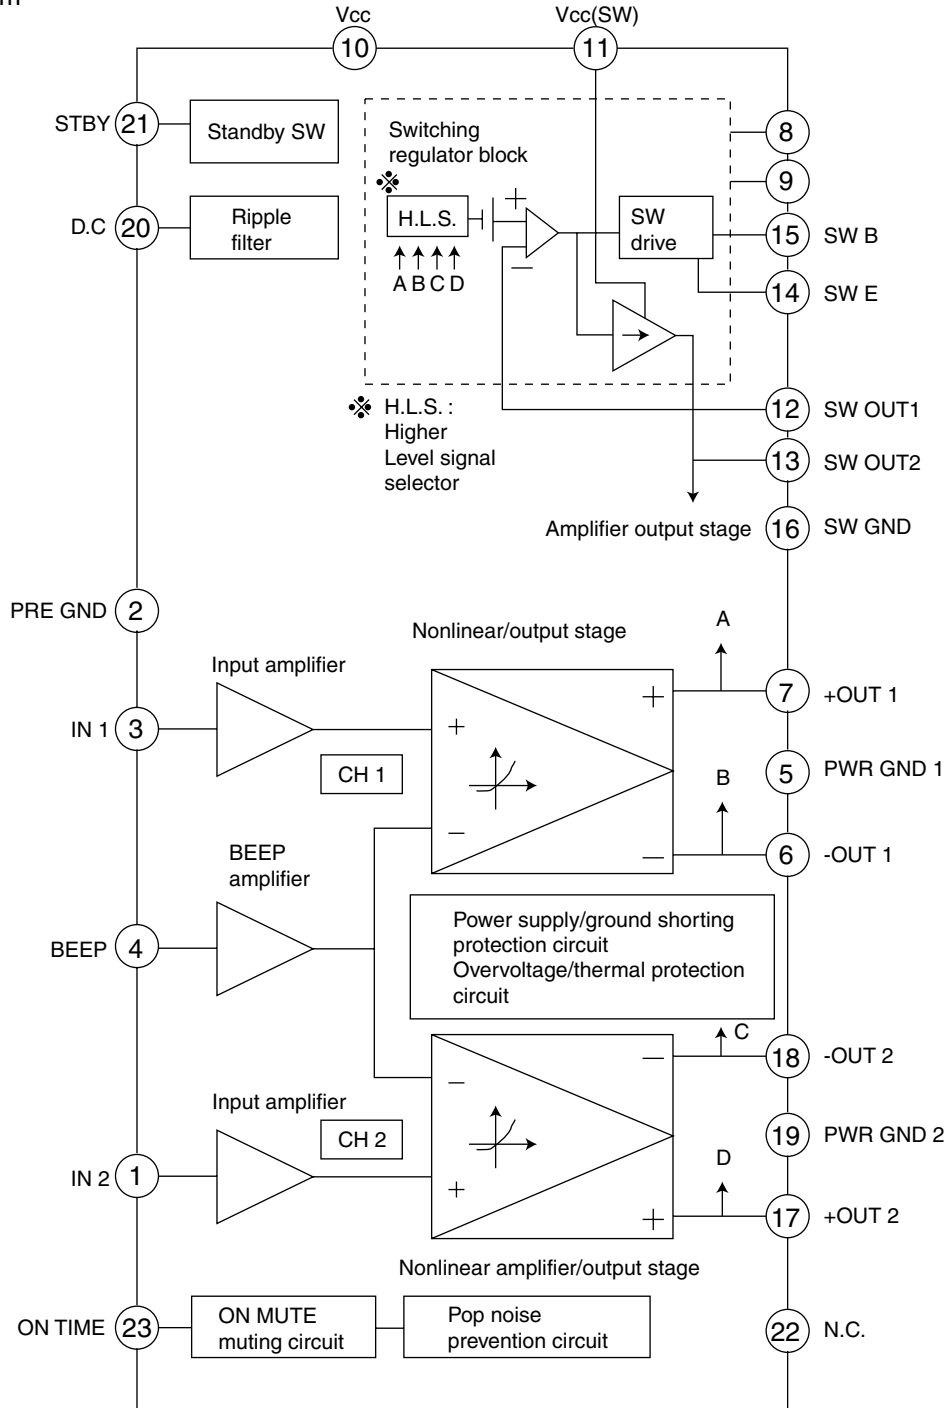 m
Vcc
Vcc(SW)
10
11
STBY
21
Standby SW
D.C
20
Ripple
filter
Switching
regulator block
※
H.L.S.
A B C D
+
−
SW
drive
8
9
15
SW B
14
SW E
12
SW OUT1
13
SW OUT2
※ H.L.S. :
Higher
Level signal
selector
Amplifier output stage
16
SW GND
PRE GND
2
Nonlinear/output stage
A
Input amplifier
IN 1
3
CH 1
+
−
+
−
7
+OUT 1
5
PWR GND 1
B
6
-OUT 1
BEEP
amplifier
BEEP
4
Power supply/ground shorting
protection circuit
Overvoltage/thermal protection
circuit
C
18
-OUT 2
Input amplifier
CH 2
IN 2
1
−
+
−
+
19
PWR GND 2
D
17
+OUT 2
Nonlinear amplifier/output stage
ON TIME
23
ON MUTE
muting circuit
Pop noise
prevention circuit
22
N.C.